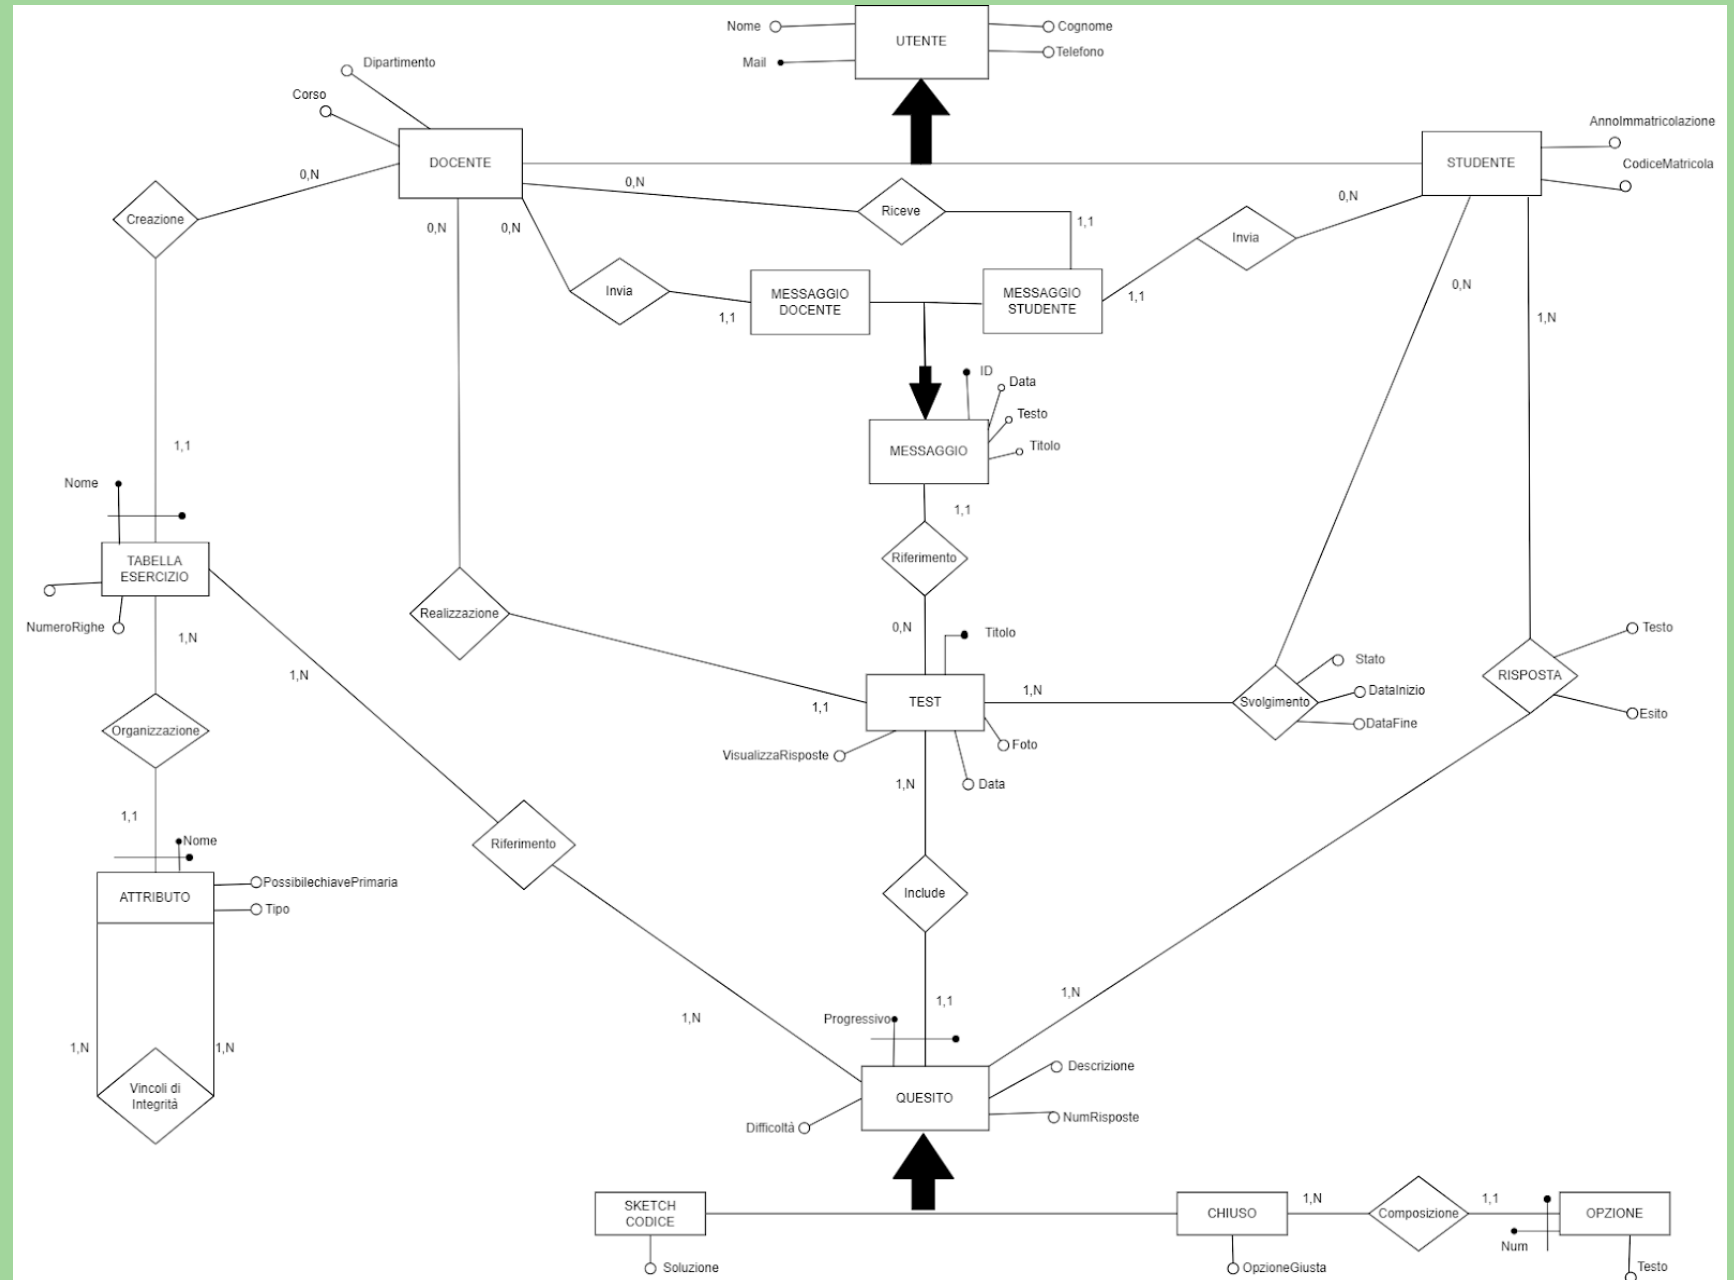 Nome
UTENTE
Cognome
Mail
Telefono
Dipartimento
Corso
DOCENTE
STUDENTE
AnnoImmatricolazione
CodiceMatricola
0,N
0,N
0,N
Creazione
Riceve
Invia
0,N
0,N
1,1
0,N
Invia
MESSAGGIO
DOCENTE
MESSAGGIO
STUDENTE
1,1
1,1
1,N
ID
Data
Testo
Titolo
MESSAGGIO
1,1
Nome
1,1
TABELLA
ESERCIZIO
Riferimento
NumeroRighe
1,N
Realizzazione
0,N
Titolo
Testo
1,N
Stato
RISPOSTA
TEST
1,N
Svolgimento
DataInizio
1,1
DataFine
Esito
Organizzazione
VisualizzaRisposte
Foto
1,N
Data
1,1
Nome
Riferimento
ATTRIBUTO
PossibilechiavePrimaria
Tipo
Include
1,N
1,N
1,1
Progressivo
1,N
1,N
Vincoli di
Integrità
Descrizione
QUESITO
Difficoltà
NumRisposte
SKETCH
CODICE
CHIUSO
1,N
Composizione
1,1
OPZIONE
Num
Soluzione
OpzioneGiusta
Testo